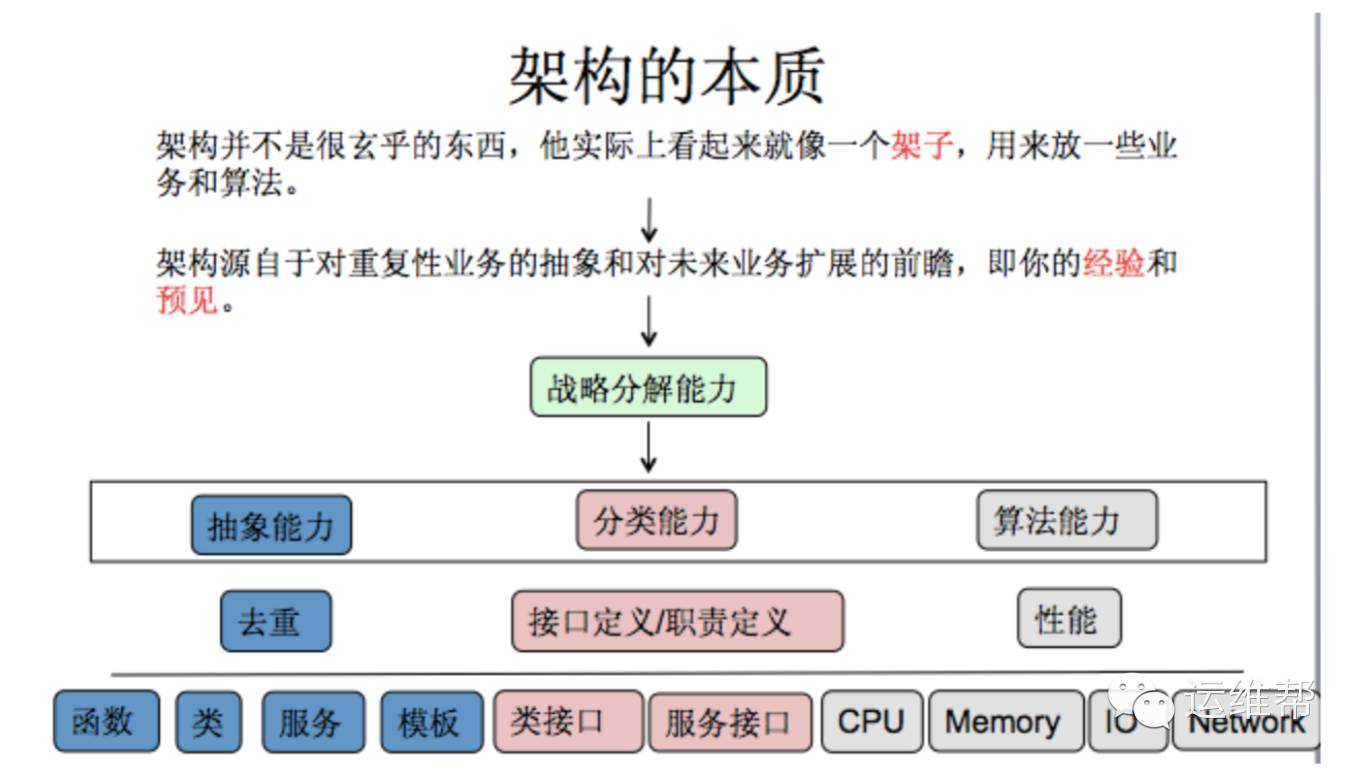 架构的本质
架构并不是很玄乎的东西，他实际上看起来就像一个架子，用来放一些业
务和算法。
架构源自于对重复性业务的抽象和对未来业务扩展的前瞻，即你的经验和
预见。
战略分解能力
抽象能力 分类能力 算法能力
去重 接口定义/职责定义 性能
函数 类 服务 模板 类接口 服务接口 CPU Memory IO Network
运维帮